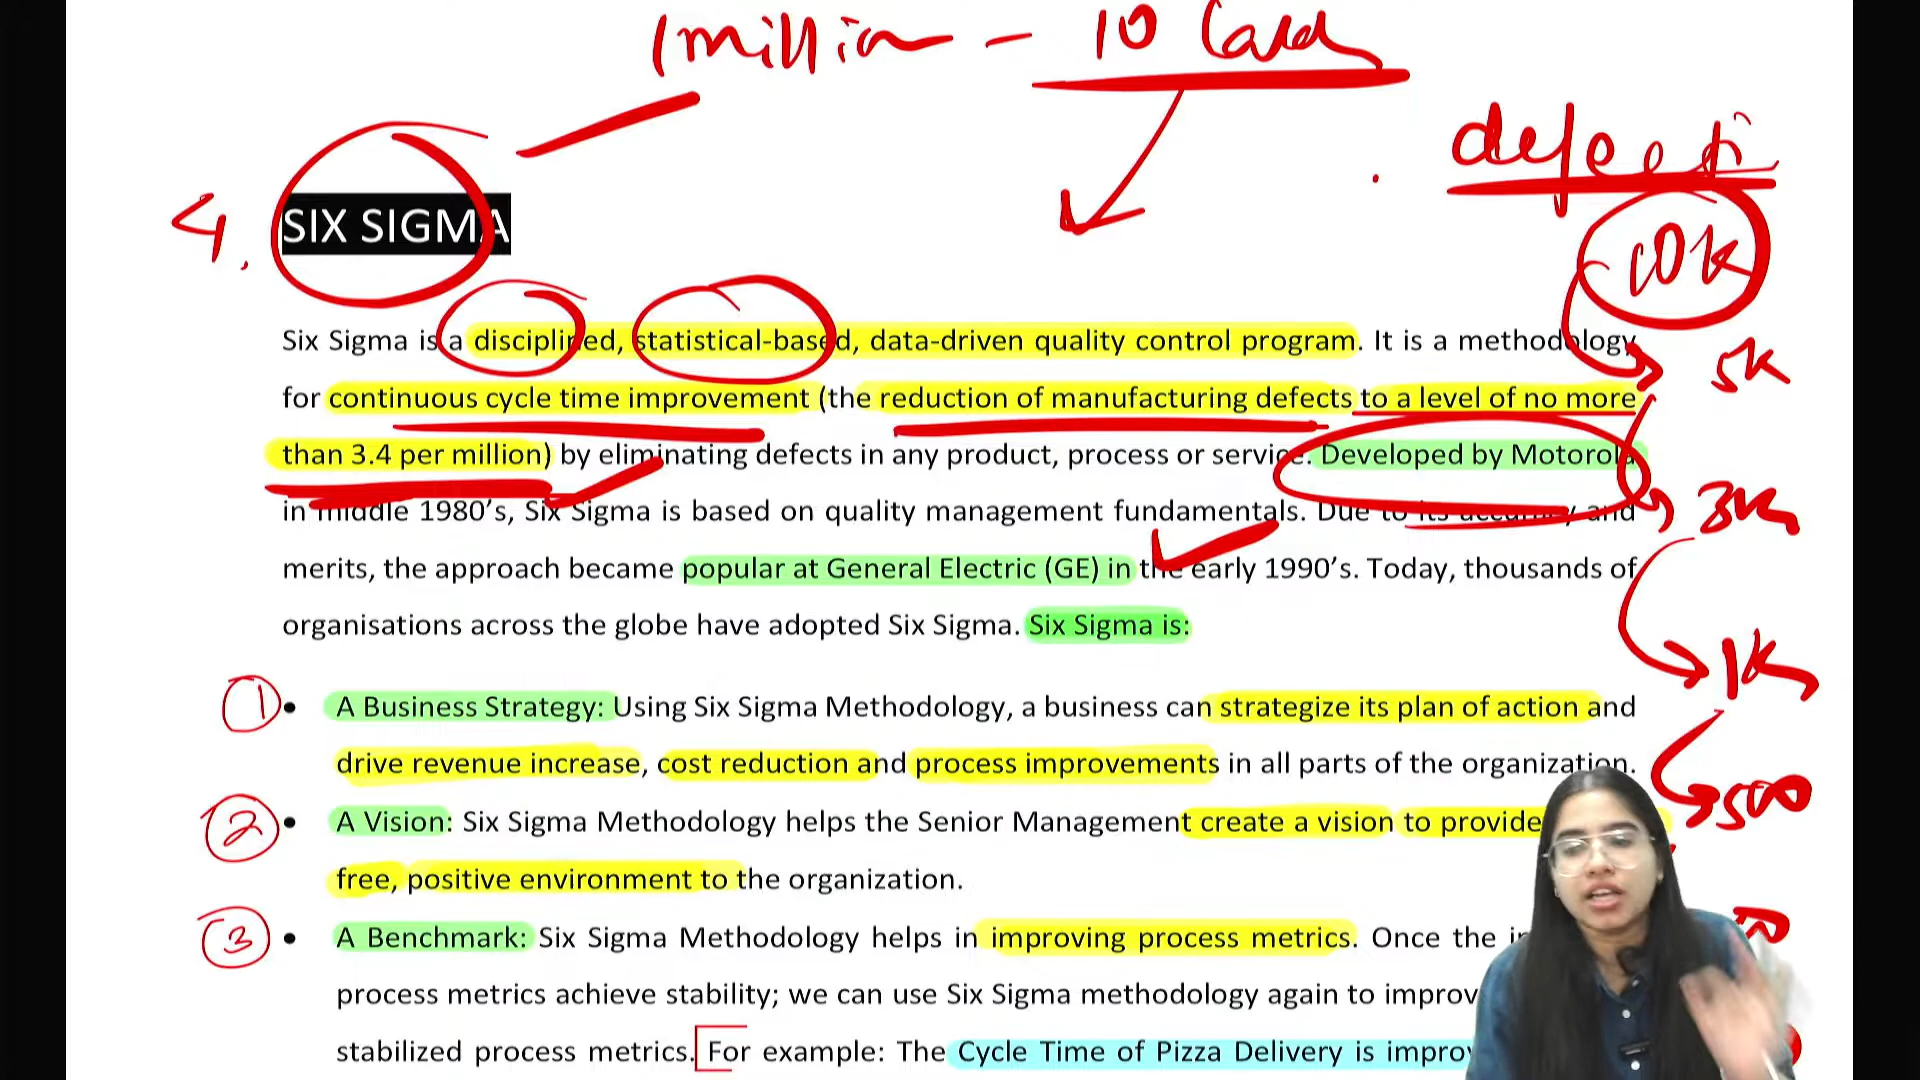 1 million - 10 Lakh
defects
4.
SIX SIGMA
10k
Six Sigma is a disciplined, statistical-based, data-driven quality control program. It is a methodology
5k
for continuous cycle time improvement (the reduction of manufacturing defects to a level of no more
than 3.4 per million) by eliminating defects in any product, process or service. Developed by Motorola
3k
in middle 1980’s, Six Sigma is based on quality management fundamentals. Due to its accuracy and
merits, the approach became popular at General Electric (GE) in the early 1990’s. Today, thousands of
organisations across the globe have adopted Six Sigma. Six Sigma is:
1k
1 • A Business Strategy: Using Six Sigma Methodology, a business can strategize its plan of action and
drive revenue increase, cost reduction and process improvements in all parts of the organization.
500
2 • A Vision: Six Sigma Methodology helps the Senior Management create a vision to provide
free, positive environment to the organization.
3 • A Benchmark: Six Sigma Methodology helps in improving process metrics. Once the
process metrics achieve stability; we can use Six Sigma methodology again to improv
stabilized process metrics. For example: The Cycle Time of Pizza Delivery is improv